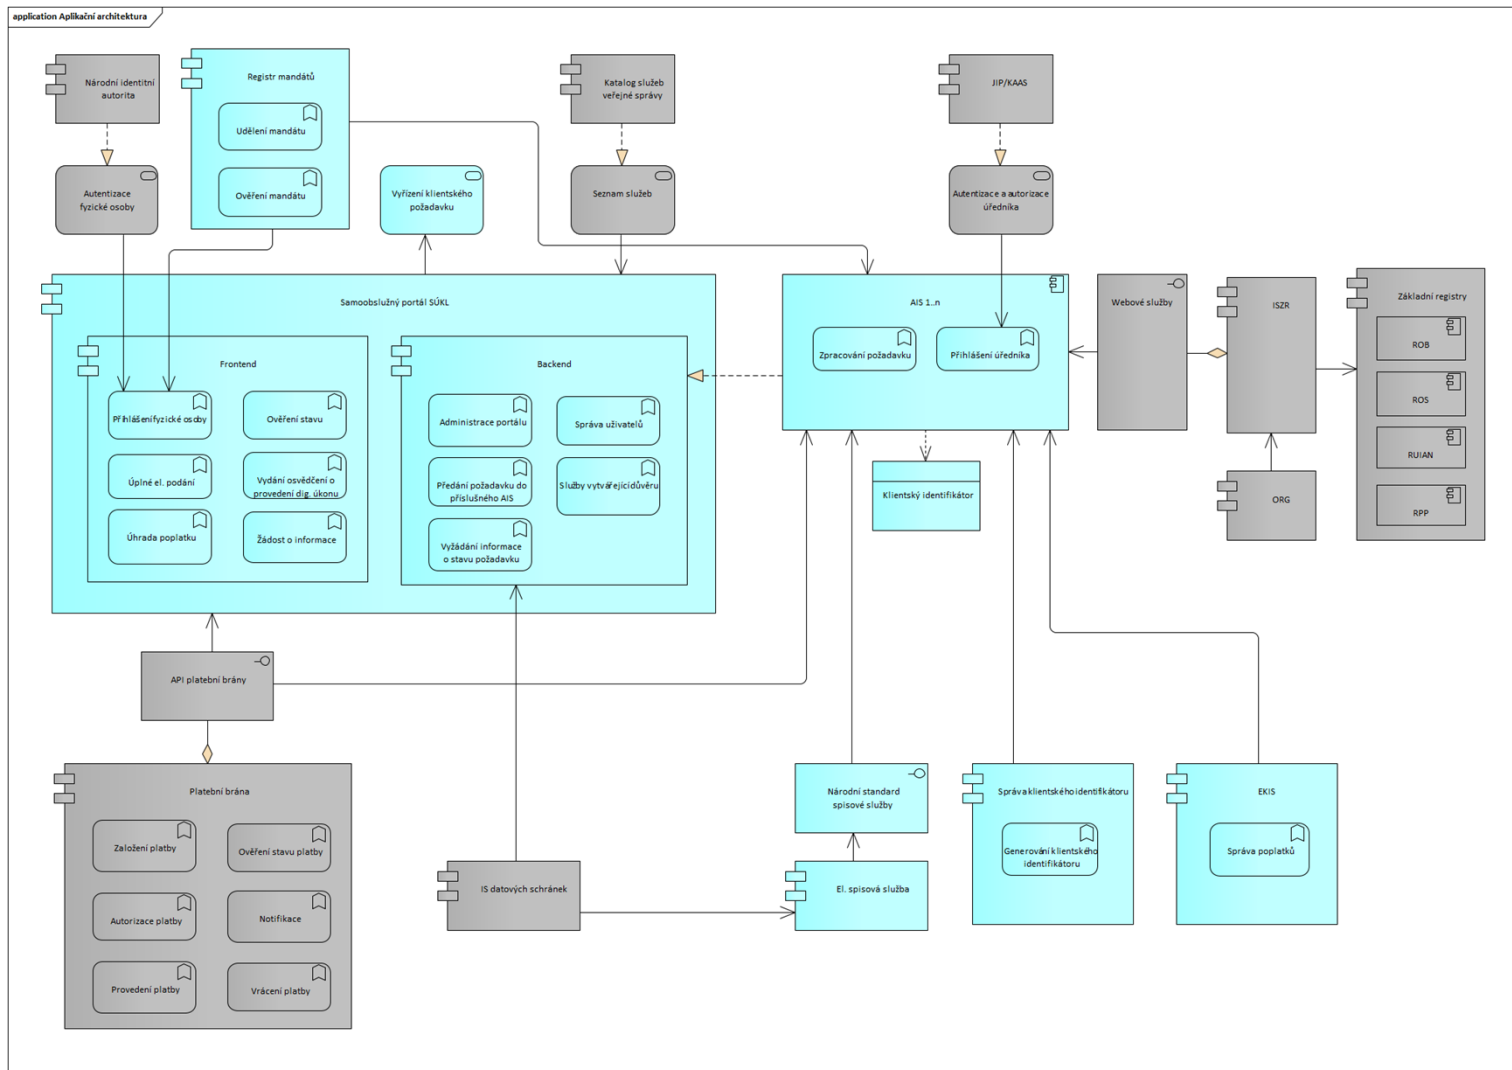 application Aplikační architektura
Národní identitní
autorita
Registr mandátů
Udělení mandátu
Ověření mandátu
Katalog služeb
veřejné správy
JIP/KAAS
Autentizace
fyzické osoby
Vyřízení klientského
požadavku
Seznam služeb
Autentizace a autorizace
úředníka
Samoobslužný portál SÚKL
Frontend
Přihlášení fyzické osoby
Ověření stavu
Úplné el. podání
Vydání osvědčení o
provedení dig. úkonu
Úhrada poplatku
Žádost o informace
Backend
Administrace portálu
Správa uživatelů
Předání požadavku do
příslušného AIS
Služby vytvářející důvěru
Vyžádání informace
o stavu požadavku
AIS 1..n
Zpracování požadavku
Přihlášení úředníka
Webové služby
ISZR
Základní registry
ROB
ROS
RUIAN
RPP
ORG
Klientský identifikátor
API platební brány
Platební brána
Založení platby
Ověření stavu platby
Autorizace platby
Notifikace
Provedení platby
Vrácení platby
IS datových schránek
Národní standard
spisové služby
El. spisová služba
Správa klientského identifikátoru
Generování klientského
identifikátoru
EKIS
Správa poplatků